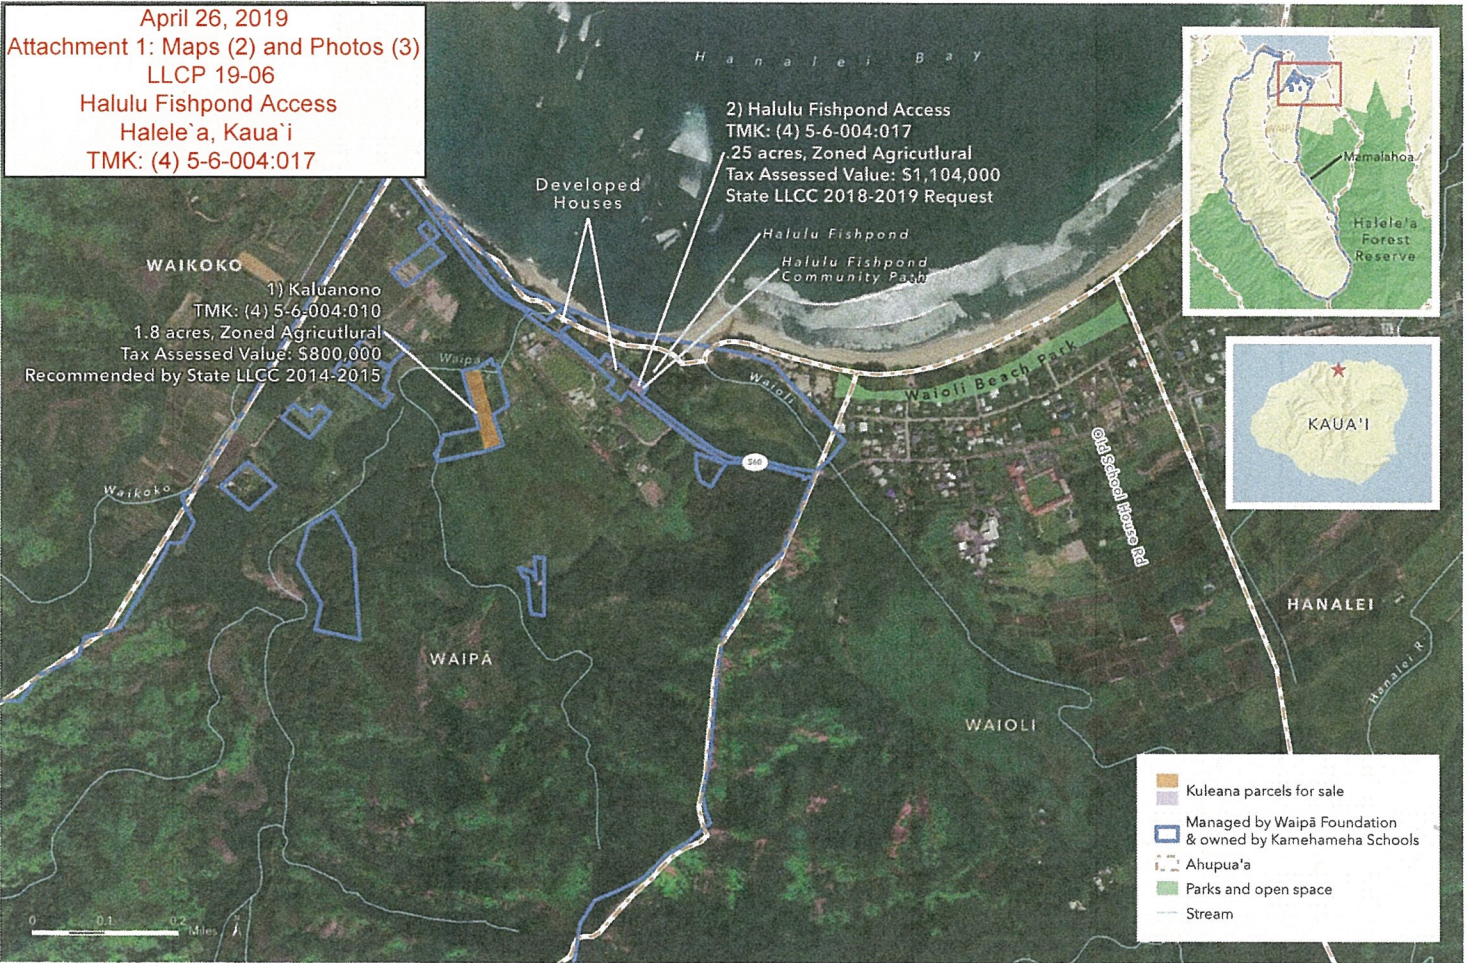 April 26, 2019
Attachment 1: Maps (2) and Photos (3)
LLCP 19-06
Halulu Fishpond Access
Halele`a, Kaua`i
TMK: (4) 5-6-004:017
Hanalei Bay
2) Halulu Fishpond Access
TMK: (4) 5-6-004:017
.25 acres, Zoned Agricutlural
Tax Assessed Value: $1,104,000
State LLCC 2018-2019 Request
Developed
Houses
Halulu Fishpond
Halulu Fishpond
Community Path
WAIKOKO
1) Kaluanono
TMK: (4) 5-6-004:010
1.8 acres, Zoned Agricutlural
Tax Assessed Value: $800,000
Recommended by State LLCC 2014-2015
Waipā
Waioli
Waioli Beach Park
560
Old School House Rd
Waikoko
WAIPĀ
WAIOLI
HANALEI
Hanalei R
WAIPĀ
Mamalahoa
Halele'a
Forest
Reserve
KAUA'I
Kuleana parcels for sale
Managed by Waipā Foundation
& owned by Kamehameha Schools
Ahupua'a
Parks and open space
Stream
0 0.1 0.2
Miles
N